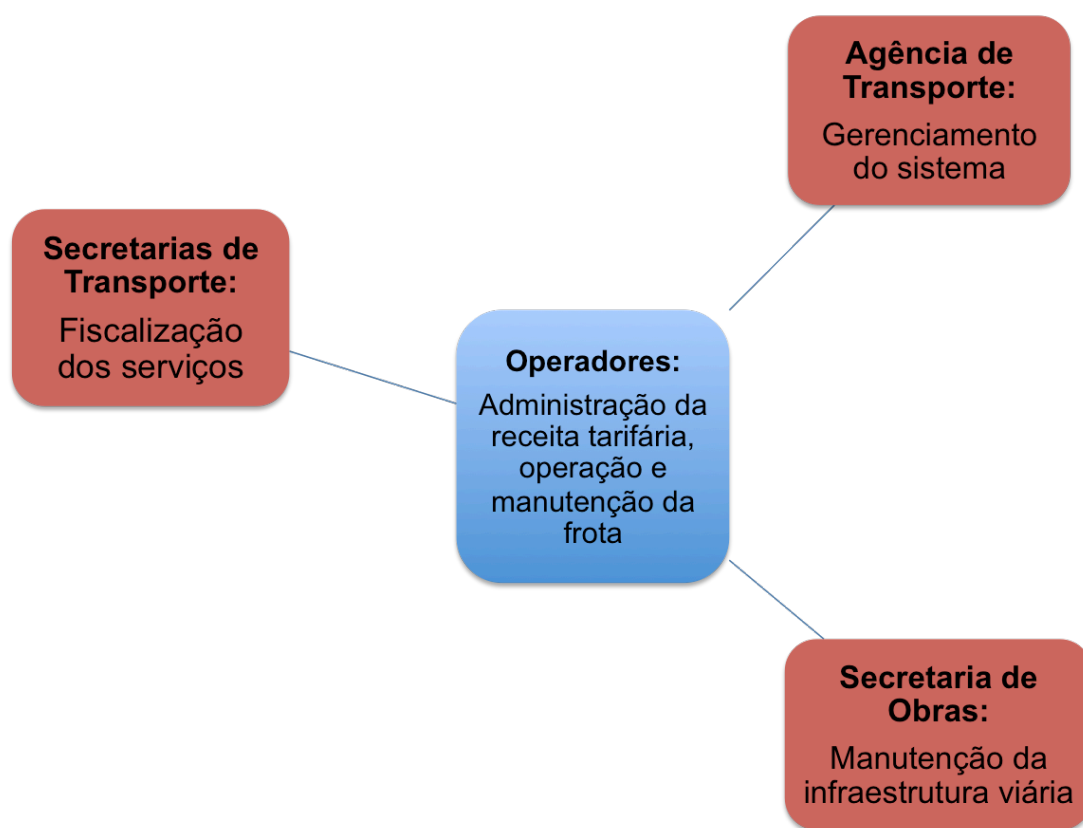 Agência de
Transporte:
Gerenciamento
do sistema
Secretarias de
Transporte:
Fiscalização
dos serviços
Operadores:
Administração da
receita tarifária,
operação e
manutenção da
frota
Secretaria de
Obras:
Manutenção da
infraestrutura viária